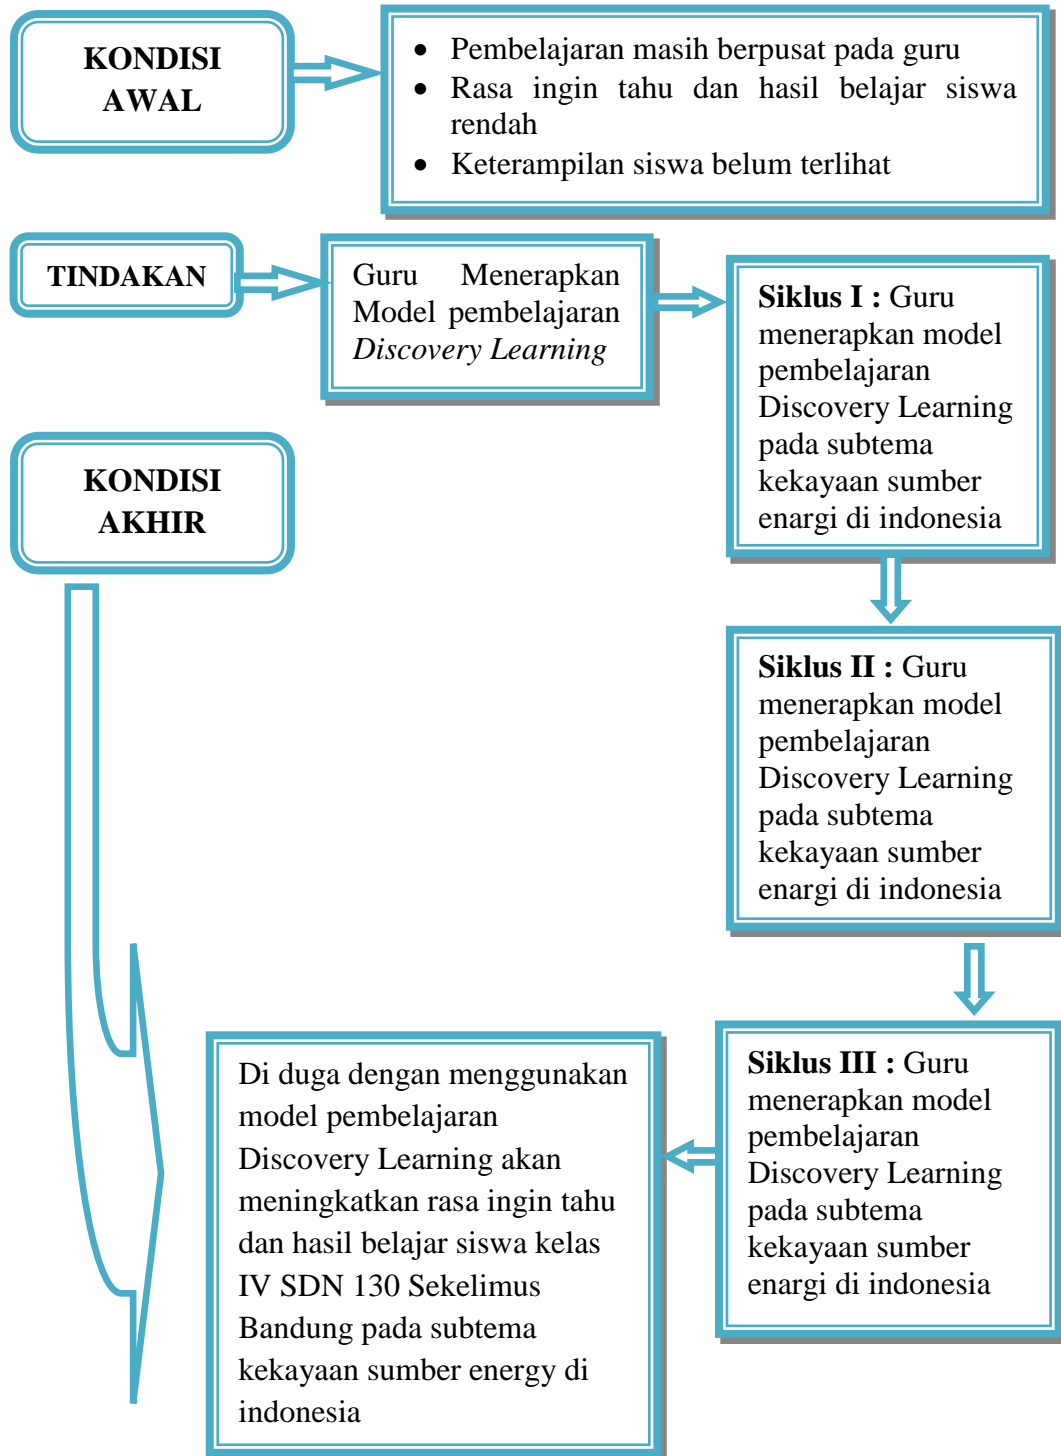 KONDISI
AWAL
• Pembelajaran masih berpusat pada guru
• Rasa ingin tahu dan hasil belajar siswa
rendah
• Keterampilan siswa belum terlihat
TINDAKAN
Guru Menerapkan
Model pembelajaran
Discovery Learning
Siklus I : Guru
menerapkan model
pembelajaran
Discovery Learning
pada subtema
kekayaan sumber
enargi di indonesia
KONDISI
AKHIR
Siklus II : Guru
menerapkan model
pembelajaran
Discovery Learning
pada subtema
kekayaan sumber
enargi di indonesia
Siklus III : Guru
menerapkan model
pembelajaran
Discovery Learning
pada subtema
kekayaan sumber
enargi di indonesia
Di duga dengan menggunakan
model pembelajaran
Discovery Learning akan
meningkatkan rasa ingin tahu
dan hasil belajar siswa kelas
IV SDN 130 Sekelimus
Bandung pada subtema
kekayaan sumber energy di
indonesia